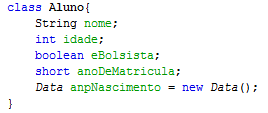 class Aluno{
    String nome;
    int idade;
    boolean eBolsista;
    short anoDeMatricula;
    Data anpNascimento = new Data();
}